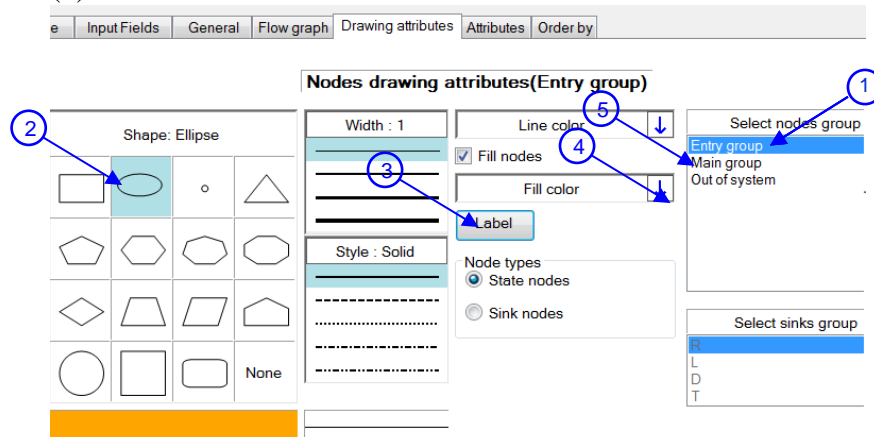 e Input Fields General Flow graph Drawing attributes Attributes Order by
Nodes drawing attributes(Entry group)
1
2
Shape: Ellipse
None
Width : 1
Style : Solid
5
Line color
Fill nodes
4
3
Fill color
Label
Node types
State nodes
Sink nodes
Select nodes group
Entry group
Main group
Out of system
Select sinks group
R
L
D
T